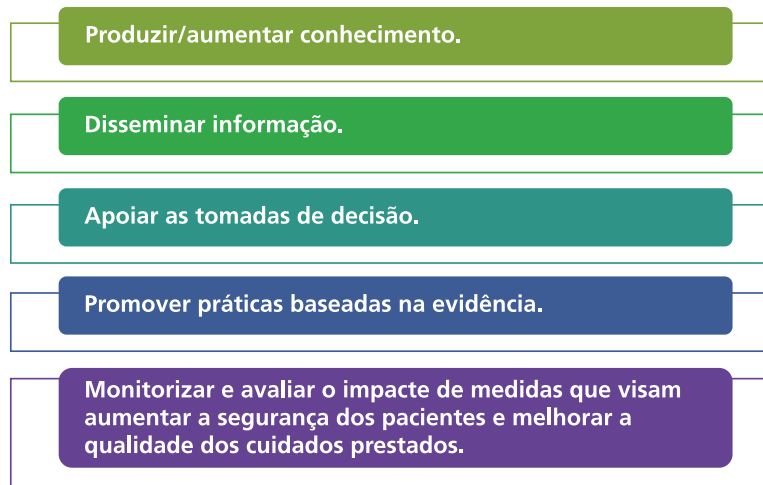 Produzir/aumentar conhecimento.
Disseminar informação.
Apoiar as tomadas de decisão.
Promover práticas baseadas na evidência.
Monitorizar e avaliar o impacte de medidas que visam
aumentar a segurança dos pacientes e melhorar a
qualidade dos cuidados prestados.